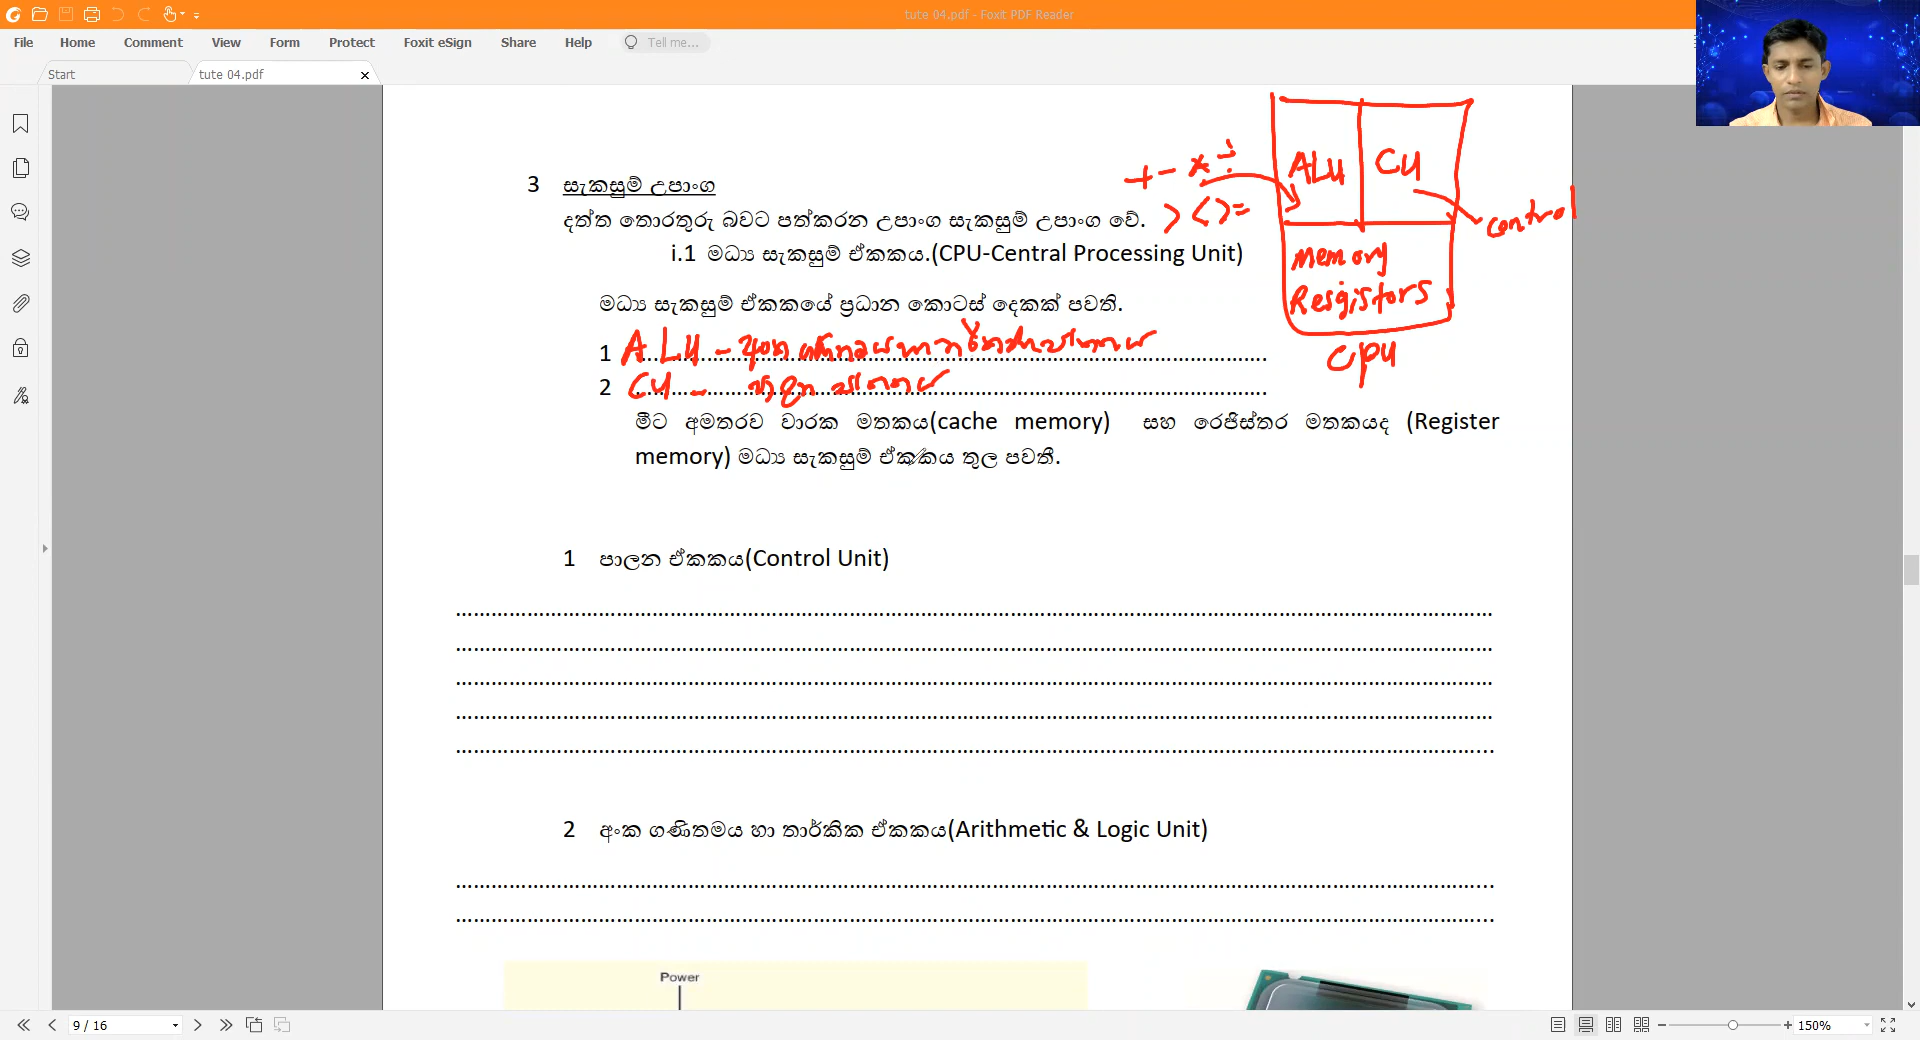 tute 04.pdf - Foxit PDF Reader
File Home Comment View Form Protect Foxit eSign Share Help Tell me...
Start tute 04.pdf
3 සැකසුම් උපාංග
දත්ත තොරතුරු බවට පත්කරන උපාංග සැකසුම් උපාංග වේ.
i.1 මධ්‍ය සැකසුම් ඒකකය.(CPU-Central Processing Unit)
+ - * ÷
> < > =
ALU CU
control
memory
Resgistors
CPU
මධ්‍ය සැකසුම් ඒකකයේ ප්‍රධාන කොටස් දෙකක් පවති.
1 ALU -
2 CU - පාලන ඒකකය
මීට අමතරව වාරක මතකය(cache memory) සහ රෙජිස්තර මතකයද (Register
memory) මධ්‍ය සැකසුම් ඒකකය තුල පවතී.
1 පාලන ඒකකය(Control Unit)
2 අංක ගණිතමය හා තාර්කික ඒකකය(Arithmetic & Logic Unit)
Power
9 / 16
150%